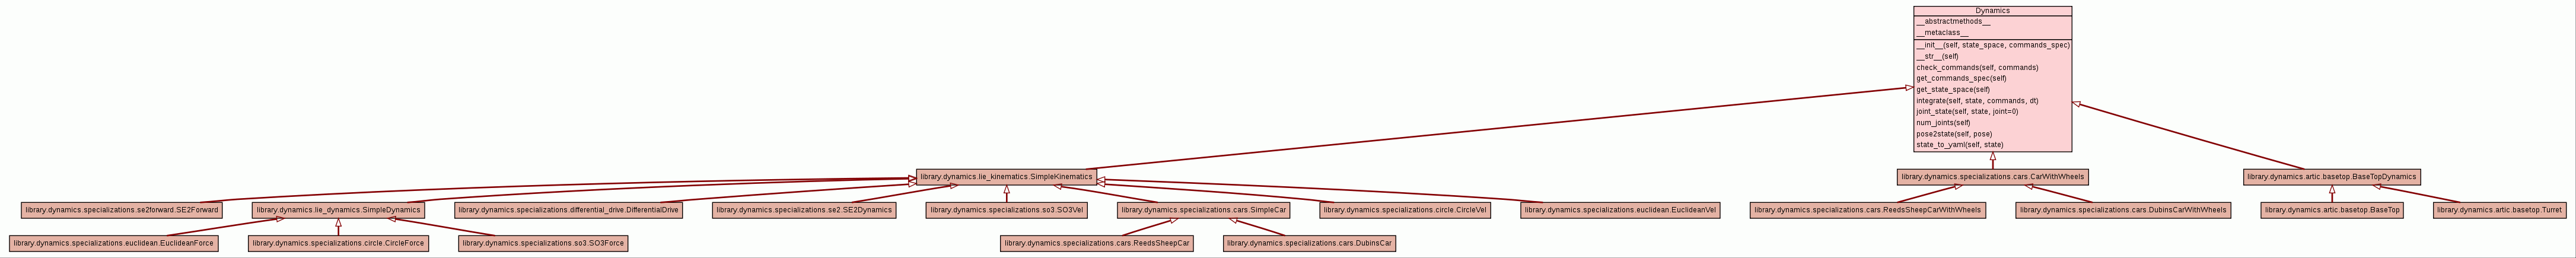 Dynamics
__abstractmethods__
__metaclass__
__init__(self, state_space, commands_spec)
__str__(self)
check_commands(self, commands)
get_commands_spec(self)
get_state_space(self)
integrate(self, state, commands, dt)
joint_state(self, state, joint=0)
num_joints(self)
pose2state(self, pose)
state_to_yaml(self, state)
library.dynamics.lie_kinematics.SimpleKinematics
library.dynamics.specializations.cars.CarWithWheels
library.dynamics.artic.basetop.BaseTopDynamics
library.dynamics.specializations.se2forward.SE2Forward
library.dynamics.lie_dynamics.SimpleDynamics
library.dynamics.specializations.differential_drive.DifferentialDrive
library.dynamics.specializations.se2.SE2Dynamics
library.dynamics.specializations.so3.SO3Vel
library.dynamics.specializations.cars.SimpleCar
library.dynamics.specializations.circle.CircleVel
library.dynamics.specializations.euclidean.EuclideanVel
library.dynamics.specializations.cars.ReedsSheepCarWithWheels
library.dynamics.specializations.cars.DubinsCarWithWheels
library.dynamics.artic.basetop.BaseTop
library.dynamics.artic.basetop.Turret
library.dynamics.specializations.euclidean.EuclideanForce
library.dynamics.specializations.circle.CircleForce
library.dynamics.specializations.so3.SO3Force
library.dynamics.specializations.cars.ReedsSheepCar
library.dynamics.specializations.cars.DubinsCar